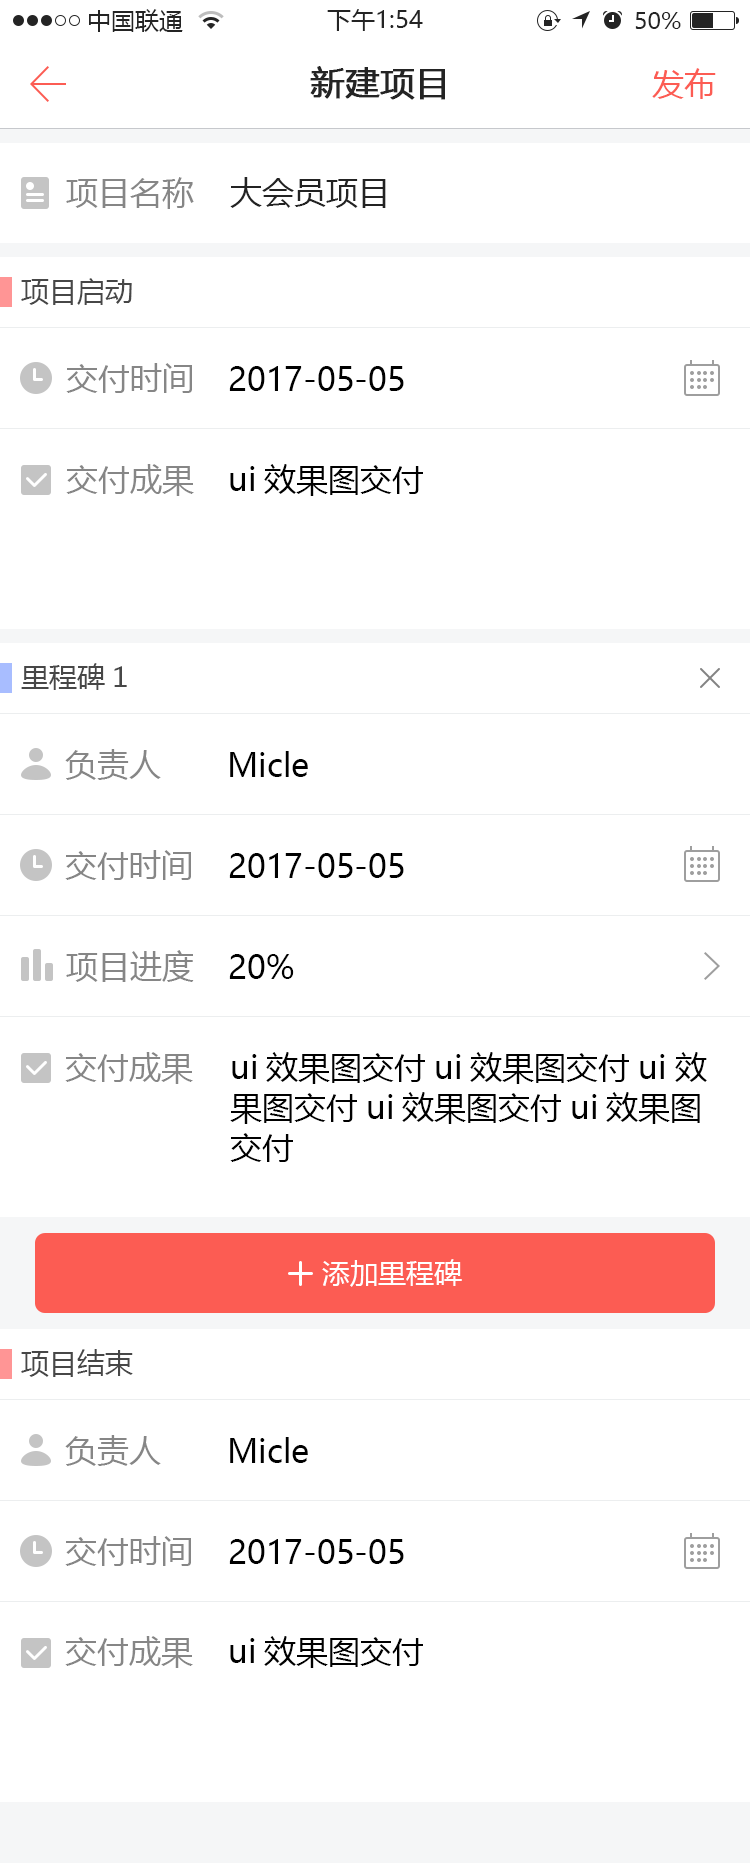 中国联通 下午1:54 50%
新建项目 发布
项目名称 大会员项目
项目启动
交付时间 2017-05-05
交付成果 ui 效果图交付
里程碑 1
负责人 Micle
交付时间 2017-05-05
项目进度 20%
交付成果 ui 效果图交付 ui 效果图交付 ui 效
果图交付 ui 效果图交付 ui 效果图
交付
添加里程碑
项目结束
负责人 Micle
交付时间 2017-05-05
交付成果 ui 效果图交付